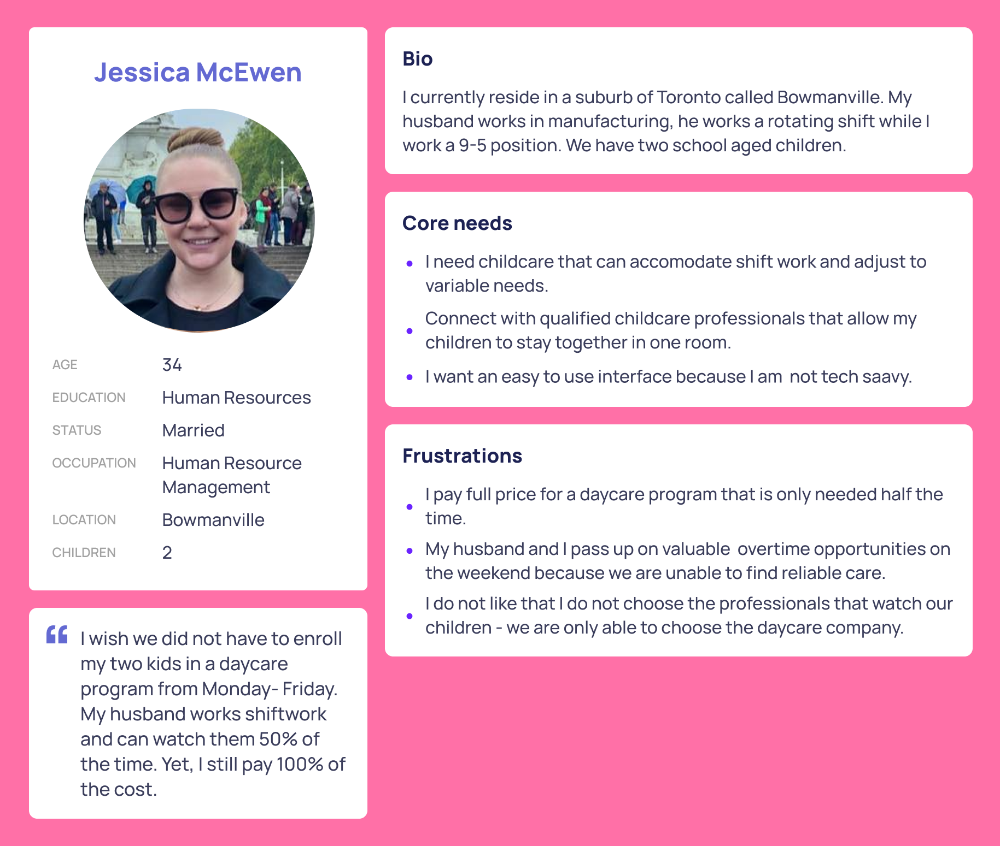 Jessica McEwen
AGE 34
EDUCATION Human Resources
STATUS Married
OCCUPATION Human Resource
Management
LOCATION Bowmanville
CHILDREN 2
“ I wish we did not have to enroll
my two kids in a daycare
program from Monday- Friday.
My husband works shiftwork
and can watch them 50% of
the time. Yet, I still pay 100% of
the cost.
Bio
I currently reside in a suburb of Toronto called Bowmanville. My
husband works in manufacturing, he works a rotating shift while I
work a 9-5 position. We have two school aged children.
Core needs
• I need childcare that can accomodate shift work and adjust to
variable needs.
• Connect with qualified childcare professionals that allow my
children to stay together in one room.
• I want an easy to use interface because I am  not tech saavy.
Frustrations
• I pay full price for a daycare program that is only needed half the
time.
• My husband and I pass up on valuable  overtime opportunities on
the weekend because we are unable to find reliable care.
• I do not like that I do not choose the professionals that watch our
children - we are only able to choose the daycare company.